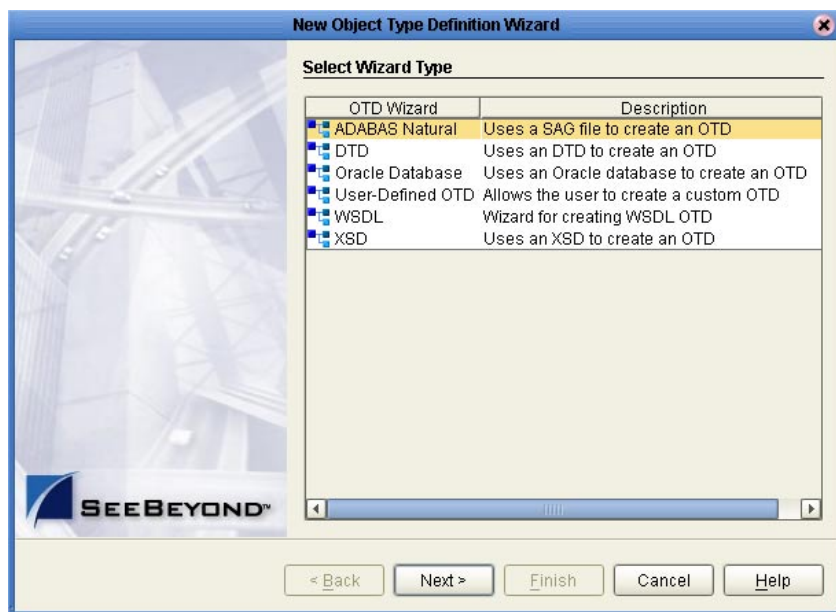 New Object Type Definition Wizard
Select Wizard Type
OTD Wizard Description
ADABAS Natural Uses a SAG file to create an OTD
DTD Uses an DTD to create an OTD
Oracle Database Uses an Oracle database to create an OTD
User-Defined OTD Allows the user to create a custom OTD
WSDL Wizard for creating WSDL OTD
XSD Uses an XSD to create an OTD
SEEBEYOND™
< Back Next > Finish Cancel Help